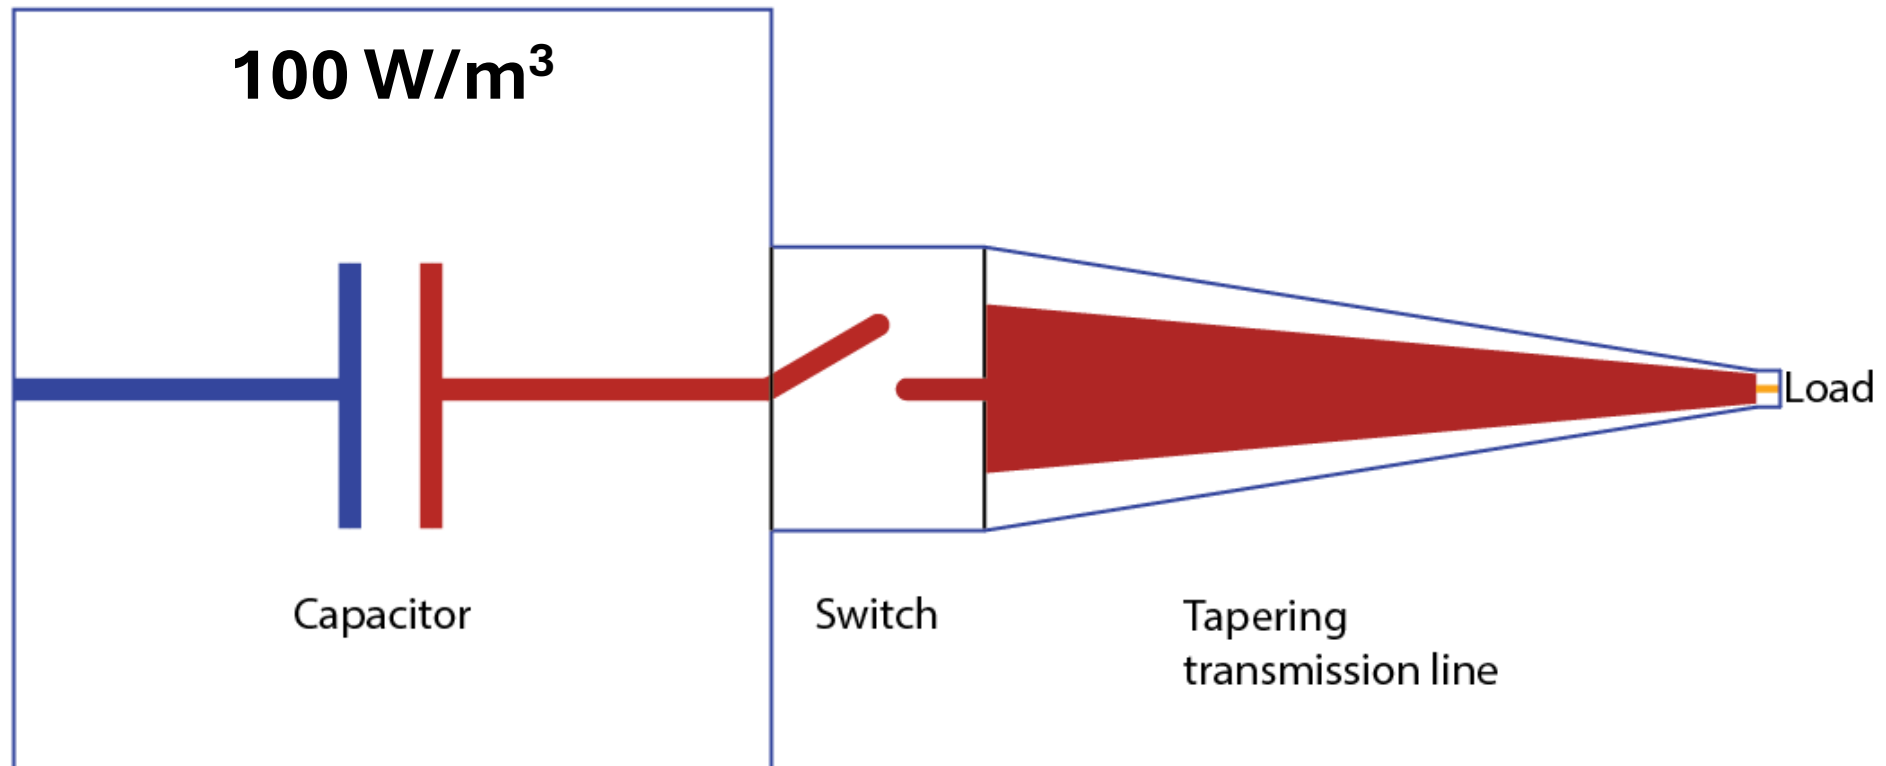 100 W/m³
Load
Capacitor
Switch
Tapering
transmission line